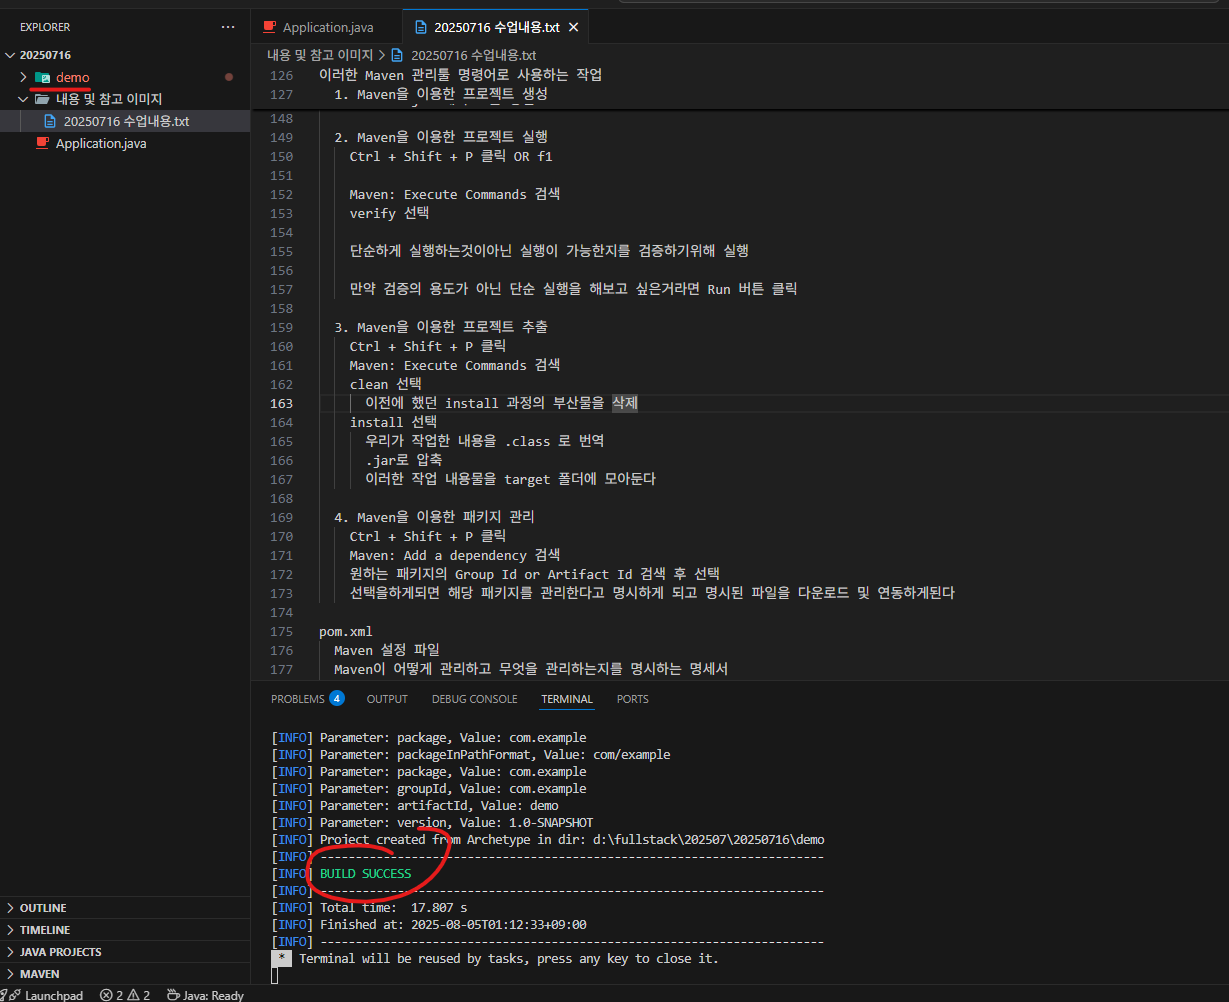 EXPLORER
...
20250716
demo
내용 및 참고 이미지
20250716 수업내용.txt
Application.java
OUTLINE
TIMELINE
JAVA PROJECTS
MAVEN
Application.java
20250716 수업내용.txt
내용 및 참고 이미지 > 20250716 수업내용.txt
126 이러한 Maven 관리툴 명령어로 사용하는 작업
127 1. Maven을 이용한 프로젝트 생성
148
149 2. Maven을 이용한 프로젝트 실행
150 Ctrl + Shift + P 클릭 OR f1
151
152 Maven: Execute Commands 검색
153 verify 선택
154
155 단순하게 실행하는것이아닌 실행이 가능한지를 검증하기위해 실행
156
157 만약 검증의 용도가 아닌 단순 실행을 해보고 싶은거라면 Run 버튼 클릭
158
159 3. Maven을 이용한 프로젝트 추출
160 Ctrl + Shift + P 클릭
161 Maven: Execute Commands 검색
162 clean 선택
163 이전에 했던 install 과정의 부산물을 삭제
164 install 선택
165 우리가 작업한 내용을 .class 로 번역
166 .jar로 압축
167 이러한 작업 내용물을 target 폴더에 모아둔다
168
169 4. Maven을 이용한 패키지 관리
170 Ctrl + Shift + P 클릭
171 Maven: Add a dependency 검색
172 원하는 패키지의 Group Id or Artifact Id 검색 후 선택
173 선택을하게되면 해당 패키지를 관리한다고 명시하게 되고 명시된 파일을 다운로드 및 연동하게된다
174
175 pom.xml
176 Maven 설정 파일
177 Maven이 어떻게 관리하고 무엇을 관리하는지를 명시하는 명세서
PROBLEMS 4 OUTPUT DEBUG CONSOLE TERMINAL PORTS
[INFO] Parameter: package, Value: com.example
[INFO] Parameter: packageInPathFormat, Value: com/example
[INFO] Parameter: package, Value: com.example
[INFO] Parameter: groupId, Value: com.example
[INFO] Parameter: artifactId, Value: demo
[INFO] Parameter: version, Value: 1.0-SNAPSHOT
[INFO] Project created from Archetype in dir: d:\fullstack\202507\20250716\demo
[INFO] ------------------------------------------------------------------------
[INFO] BUILD SUCCESS
[INFO] ------------------------------------------------------------------------
[INFO] Total time:  17.807 s
[INFO] Finished at: 2025-08-05T01:12:33+09:00
[INFO] ------------------------------------------------------------------------
* Terminal will be reused by tasks, press any key to close it.
Launchpad 2 2 Java: Ready